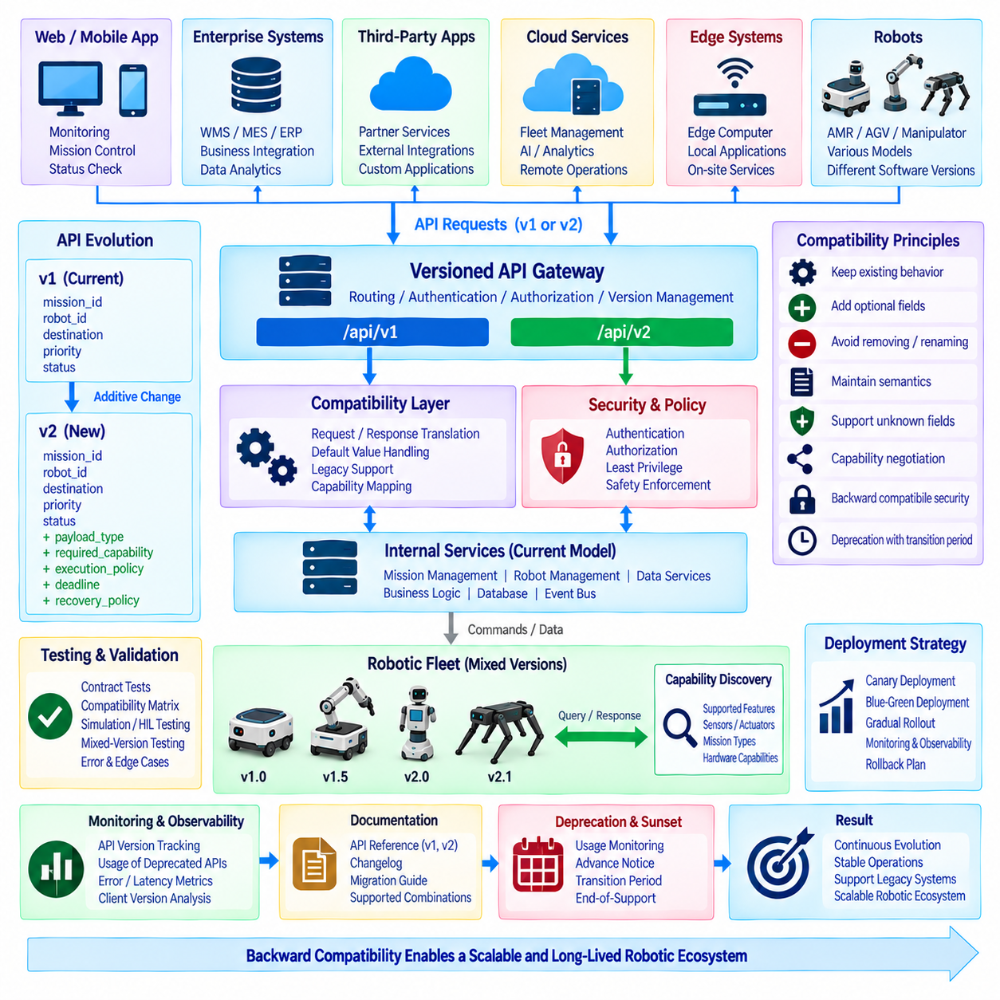 Web / Mobile App
Monitoring
Mission Control
Status Check
Enterprise Systems
WMS / MES / ERP
Business Integration
Data Analytics
Third-Party Apps
Partner Services
External Integrations
Custom Applications
Cloud Services
Fleet Management
AI / Analytics
Remote Operations
Edge Systems
Edge Computer
Local Applications
On-site Services
Robots
AMR / AGV / Manipulator
Various Models
Different Software Versions
API Requests (v1 or v2)
API Evolution
v1 (Current)
mission_id
robot_id
destination
priority
status
Additive Change
v2 (New)
mission_id
robot_id
destination
priority
status
+ payload_type
+ required_capability
+ execution_policy
+ deadline
+ recovery_policy
Versioned API Gateway
Routing / Authentication / Authorization / Version Management
/api/v1
/api/v2
Compatibility Layer
Request / Response Translation
Default Value Handling
Legacy Support
Capability Mapping
Security & Policy
Authentication
Authorization
Least Privilege
Safety Enforcement
Internal Services (Current Model)
Mission Management | Robot Management | Data Services
Business Logic | Database | Event Bus
Commands / Data
Compatibility Principles
Keep existing behavior
Add optional fields
Avoid removing / renaming
Maintain semantics
Support unknown fields
Capability negotiation
Backward compatibile security
Deprecation with transition period
Testing & Validation
Contract Tests
Compatibility Matrix
Simulation / HIL Testing
Mixed-Version Testing
Error & Edge Cases
Robotic Fleet (Mixed Versions)
v1.0
v1.5
v2.0
v2.1
Query / Response
Capability Discovery
Supported Features
Sensors / Actuators
Mission Types
Hardware Capabilities
Deployment Strategy
Canary Deployment
Blue-Green Deployment
Gradual Rollout
Monitoring & Observability
Rollback Plan
Monitoring & Observability
API Version Tracking
Usage of Deprecated APIs
Error / Latency Metrics
Client Version Analysis
Documentation
API Reference (v1, v2)
Changelog
Migration Guide
Supported Combinations
Deprecation & Sunset
Usage Monitoring
Advance Notice
Transition Period
End-of-Support
Result
Continuous Evolution
Stable Operations
Support Legacy Systems
Scalable Robotic Ecosystem
Backward Compatibility Enables a Scalable and Long-Lived Robotic Ecosystem